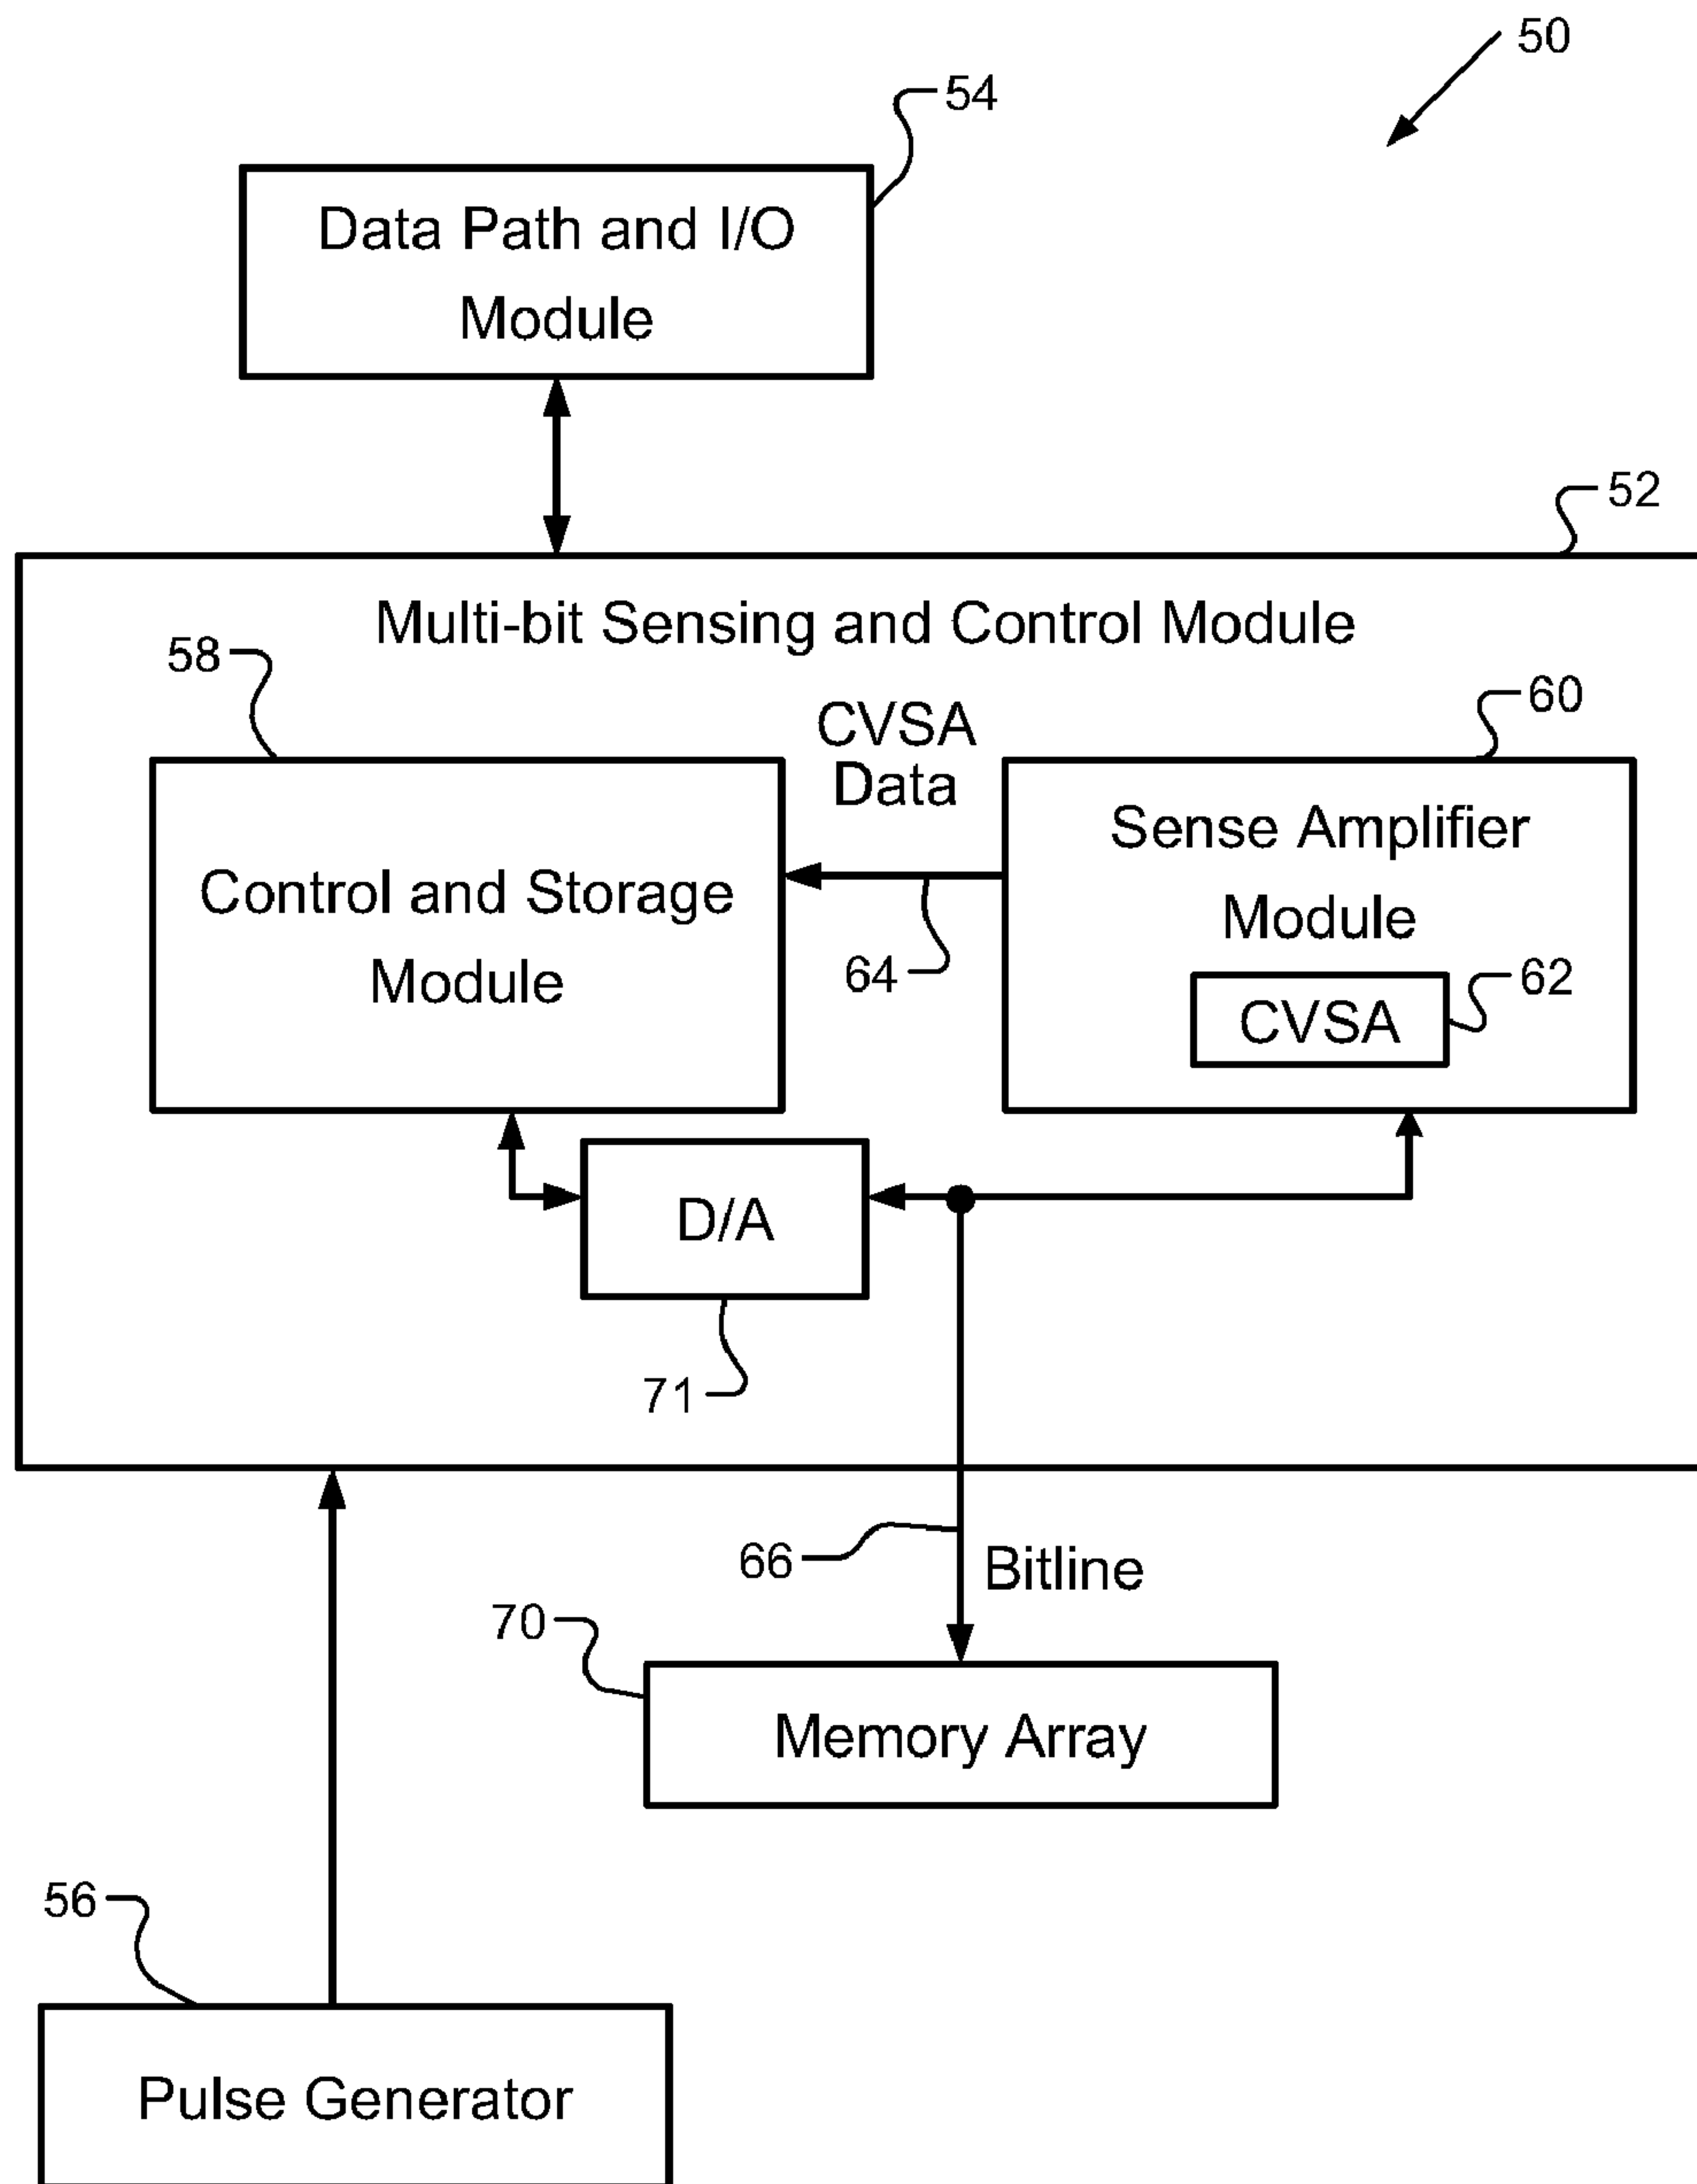 50
54
Data Path and I/O
Module
52
Multi-bit Sensing and Control Module
58
60
CVSA
Data
Control and Storage
Module
64
Sense Amplifier
Module
62
CVSA
D/A
71
66
Bitline
70
Memory Array
56
Pulse Generator